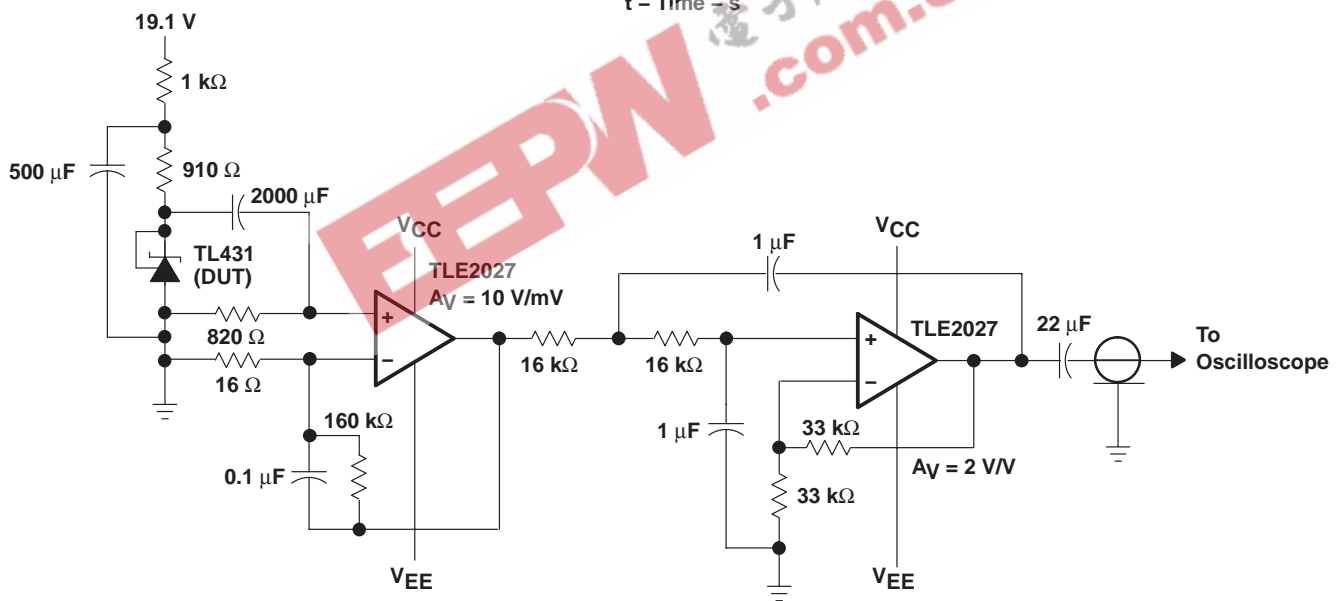 t – Time – s
19.1 V
1 kΩ
500 μF
910 Ω
2000 μF
TL431
(DUT)
820 Ω
16 Ω
160 kΩ
0.1 μF
VCC
TLE2027
AV = 10 V/mV
VEE
16 kΩ
16 kΩ
1 μF
1 μF
VCC
TLE2027
33 kΩ
AV = 2 V/V
33 kΩ
VEE
22 μF
To
Oscilloscope
EEPW
.com.c